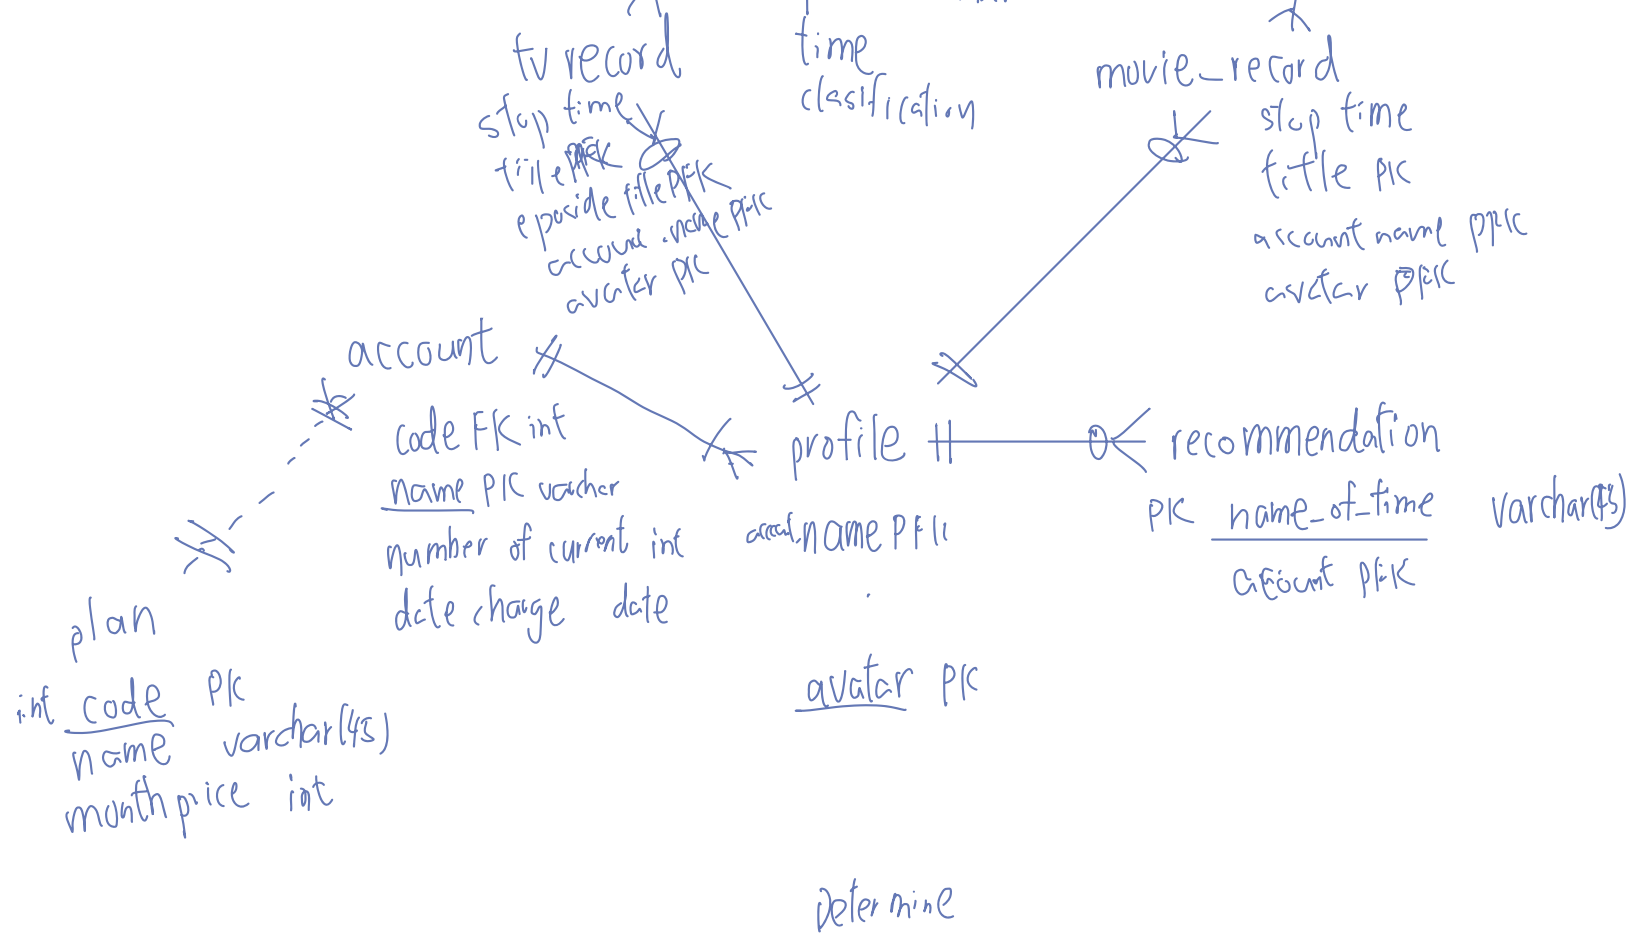 tv record
stop time
title PFK
eposide title PFK
account name PFK
avatar PK
time
clasification
movie_record
stop time
title PK
account name PFK
avatar PFK
account
code FK int
name PK vacher
number of current int
date charge date
profile
account name PFK
avatar PK
recommendation
PK name_of_time varchar(45)
account PFK
plan
int code PK
name varchar(45)
month price int
Determine